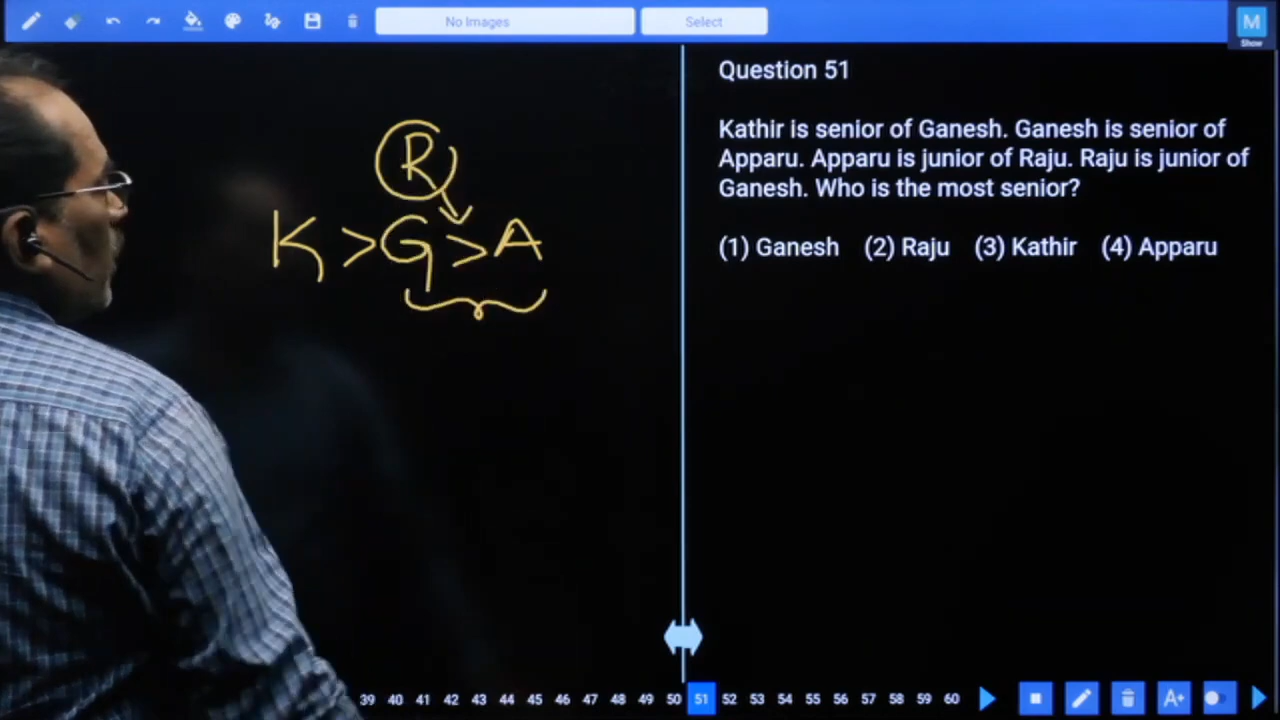 No Images
Select
M
Show
R
K > G > A
Question 51
Kathir is senior of Ganesh. Ganesh is senior of
Apparu. Apparu is junior of Raju. Raju is junior of
Ganesh. Who is the most senior?
(1) Ganesh (2) Raju (3) Kathir (4) Apparu
39 40 41 42 43 44 45 46 47 48 49 50 51 52 53 54 55 56 57 58 59 60
A+